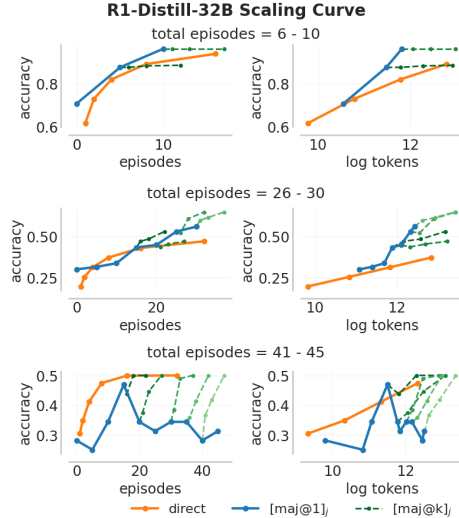 R1-Distill-32B Scaling Curve
total episodes = 6 - 10
accuracy
0.8
0.6
0 10
episodes
accuracy
0.8
0.6
10 12
log tokens
total episodes = 26 - 30
accuracy
0.50
0.25
0 20
episodes
accuracy
0.50
0.25
10 12
log tokens
total episodes = 41 - 45
accuracy
0.5
0.4
0.3
0 20 40
episodes
accuracy
0.5
0.4
0.3
10 12
log tokens
direct [maj@1]j [maj@k]j